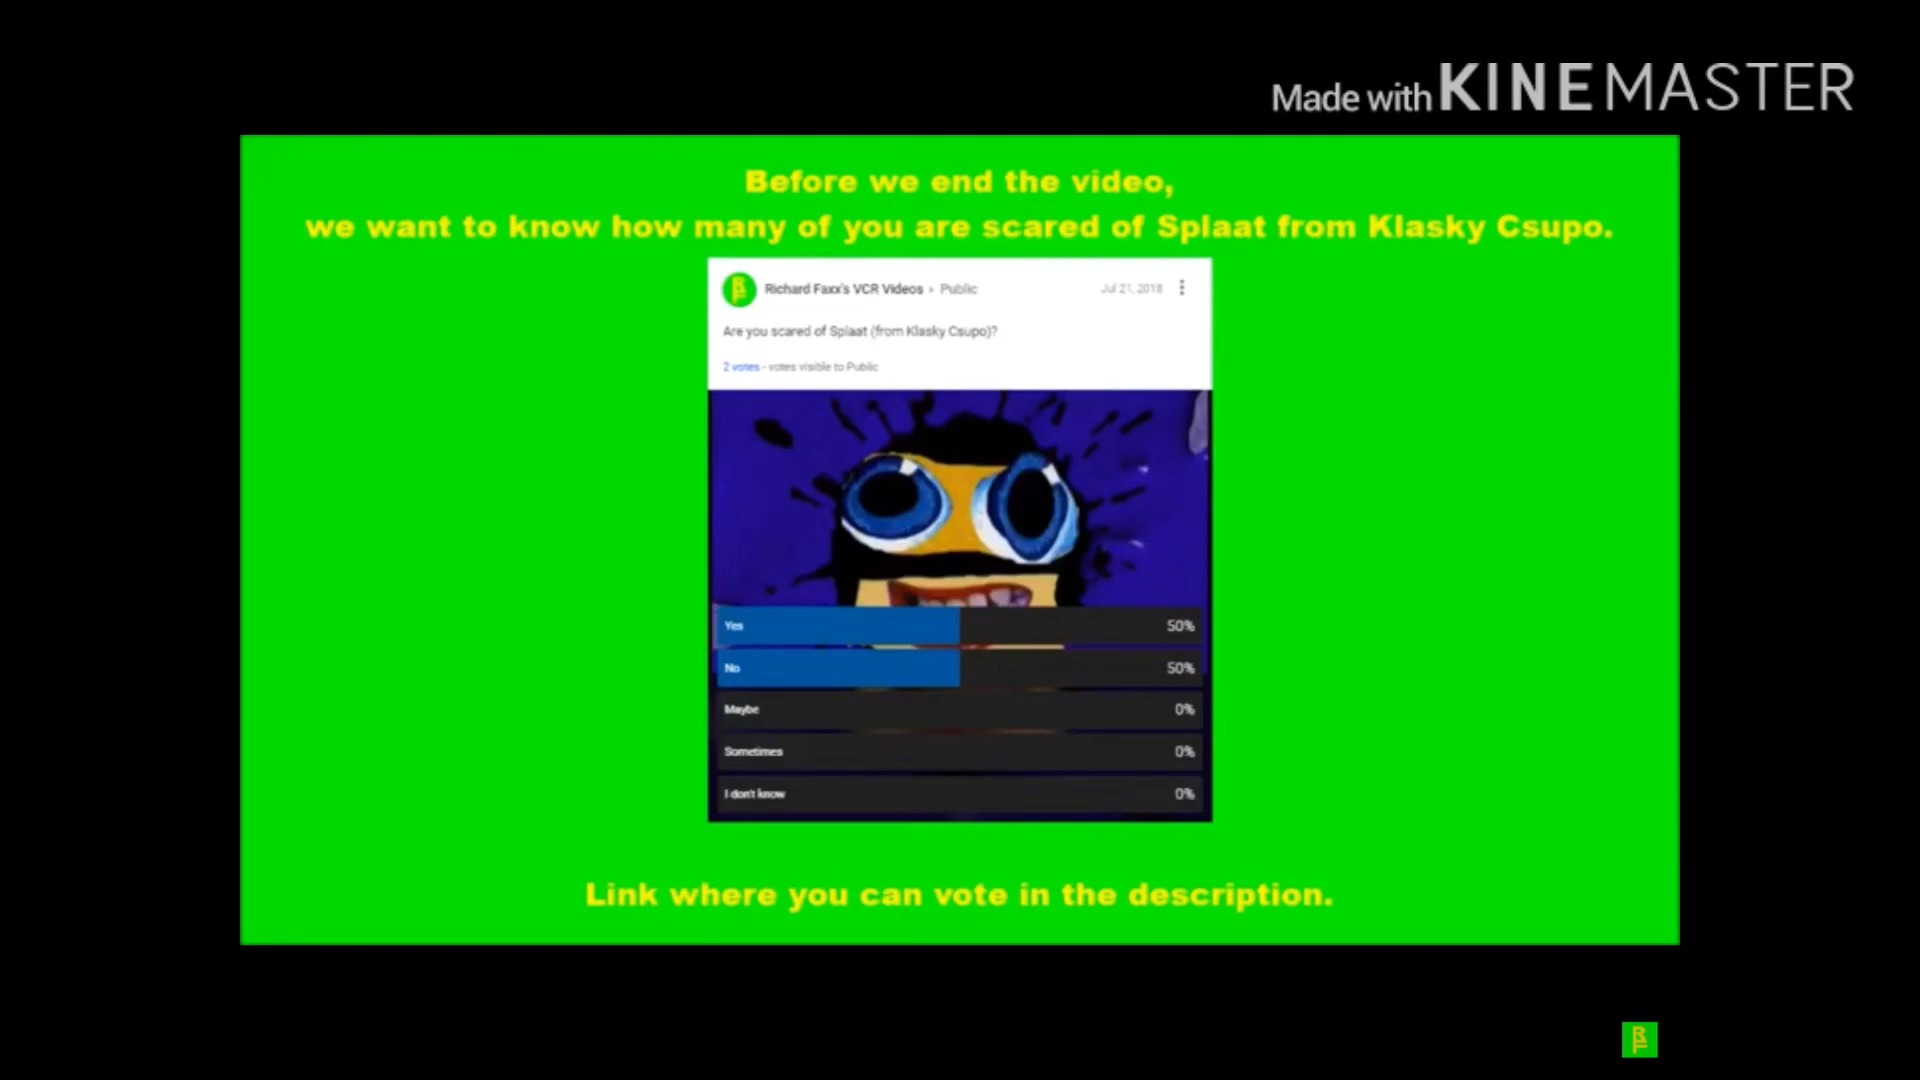 Made with KINEMASTER
Before we end the video,
we want to know how many of you are scared of Splaat from Klasky Csupo.
RF
Richard Faxx's VCR Videos › Public
Jul 21, 2018
Are you scared of Splaat (from Klasky Csupo)?
2 votes - votes visible to Public
Yes 50%
No 50%
Maybe 0%
Sometimes 0%
I don't know 0%
Link where you can vote in the description.
RF